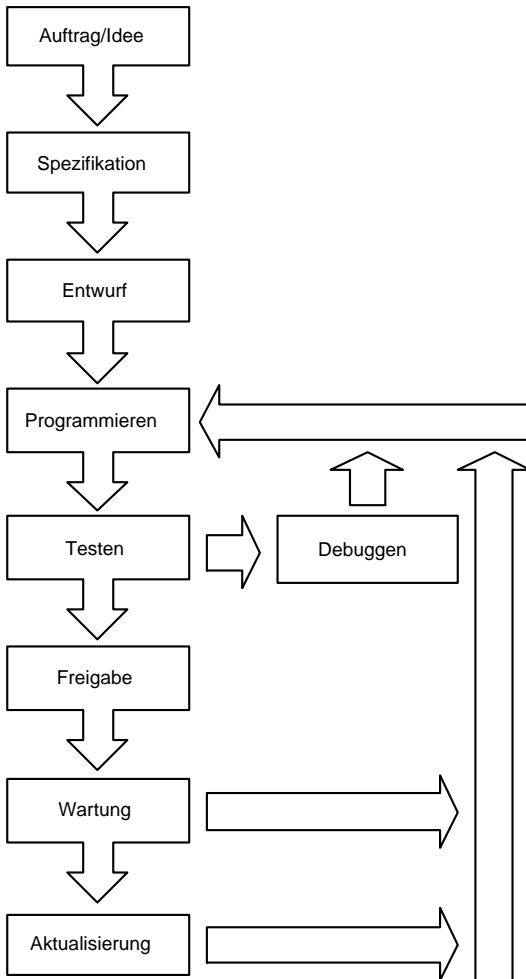 Auftrag/Idee
Spezifikation
Entwurf
Programmieren
Testen
Debuggen
Freigabe
Wartung
Aktualisierung